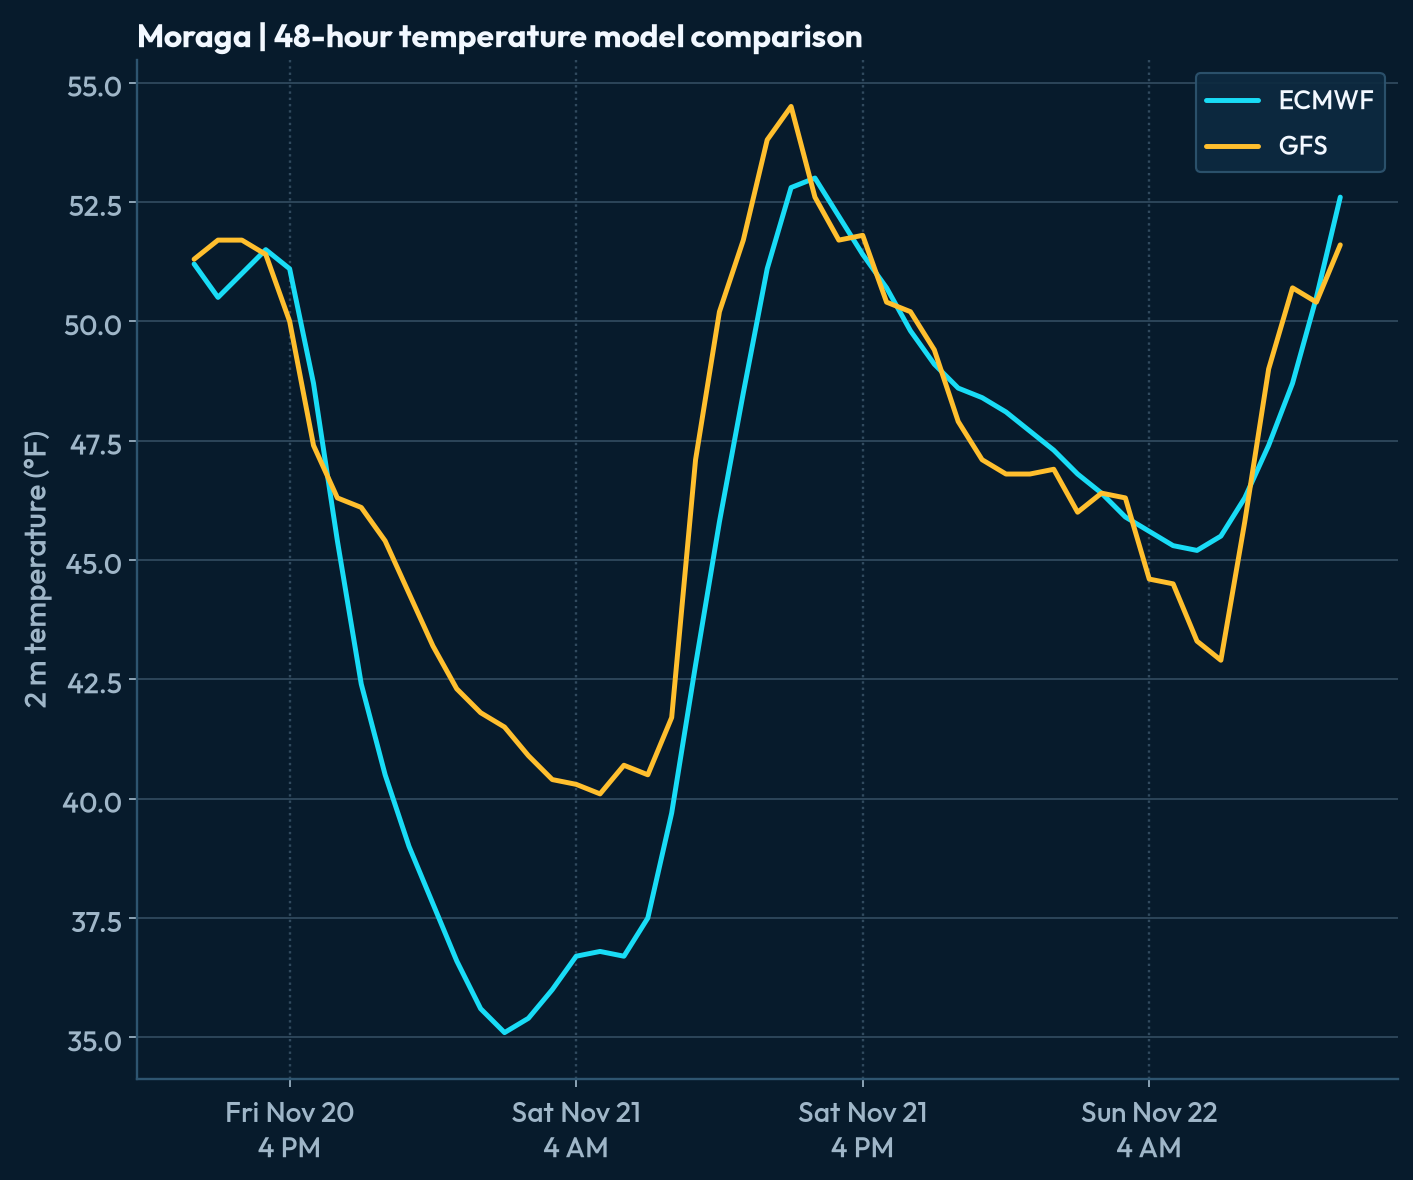 Moraga | 48-hour temperature model comparison
ECMWF
GFS
2 m temperature (°F)
55.0
52.5
50.0
47.5
45.0
42.5
40.0
37.5
35.0
Fri Nov 20
4 PM
Sat Nov 21
4 AM
Sat Nov 21
4 PM
Sun Nov 22
4 AM